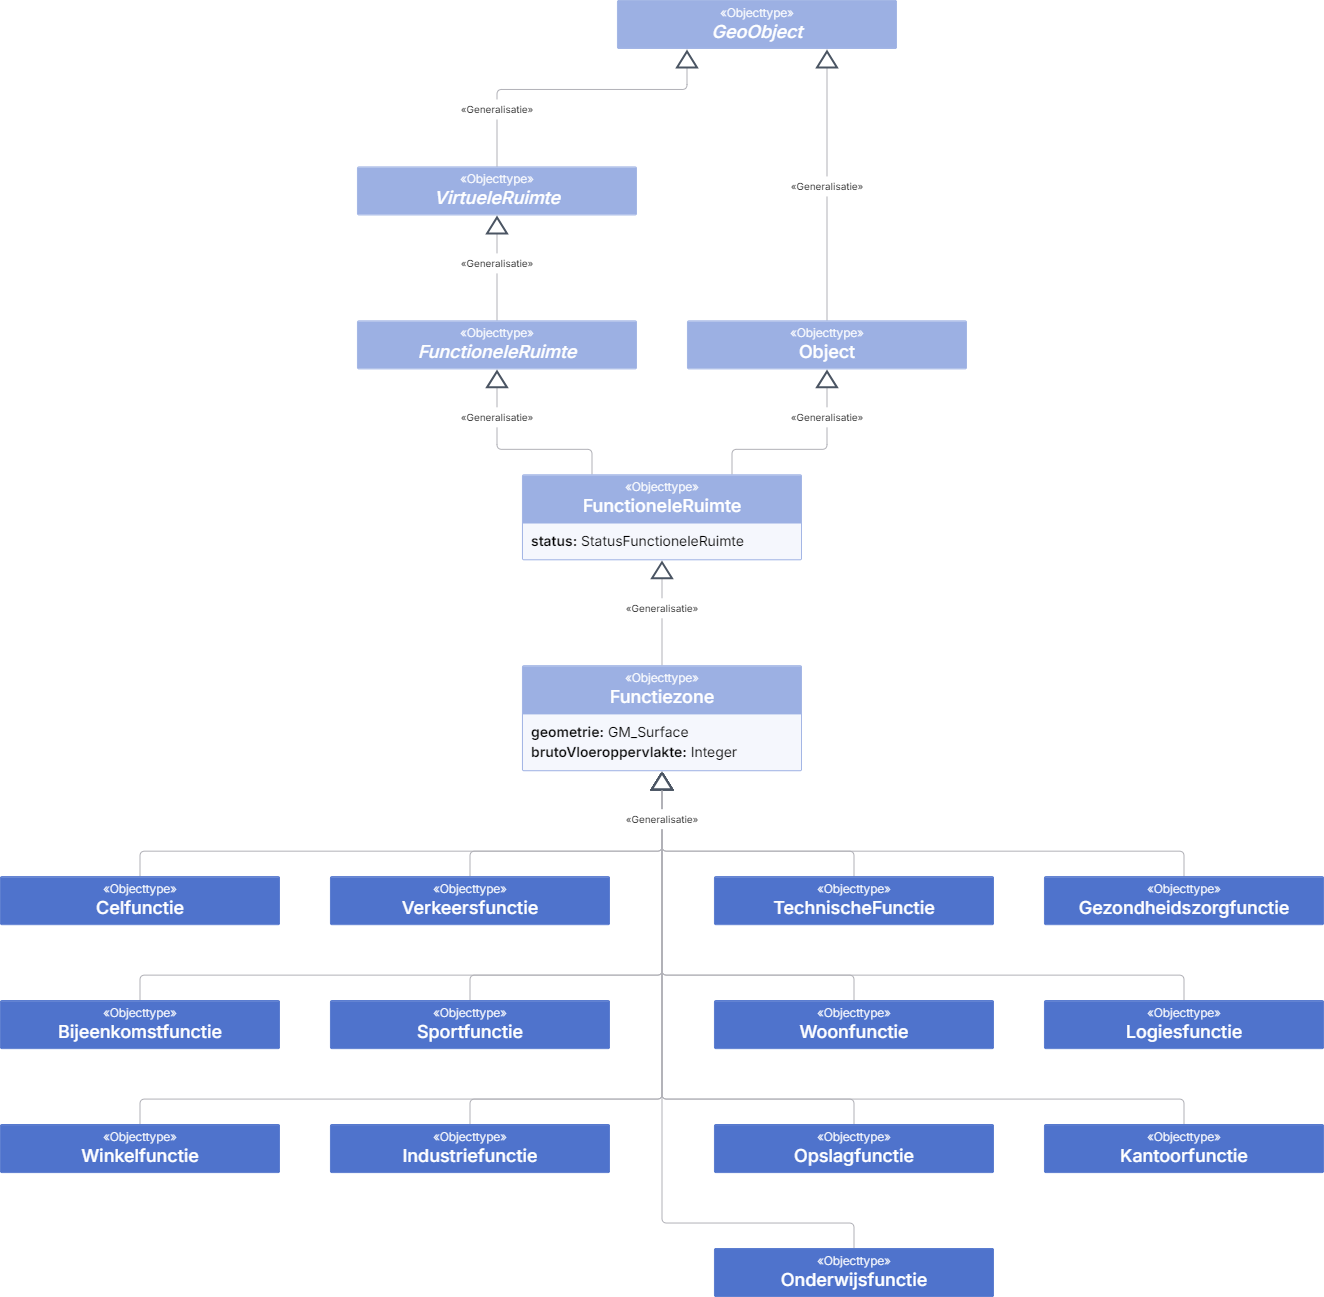 «Objecttype»
GeoObject
«Generalisatie»
«Objecttype»
VirtueleRuimte
«Generalisatie»
«Generalisatie»
«Objecttype»
FunctioneleRuimte
«Objecttype»
Object
«Generalisatie»
«Generalisatie»
«Objecttype»
FunctioneleRuimte
status: StatusFunctioneleRuimte
«Generalisatie»
«Objecttype»
Functiezone
geometrie: GM_Surface
brutoVloeroppervlakte: Integer
«Generalisatie»
«Objecttype»
Celfunctie
«Objecttype»
Verkeersfunctie
«Objecttype»
TechnischeFunctie
«Objecttype»
Gezondheidszorgfunctie
«Objecttype»
Bijeenkomstfunctie
«Objecttype»
Sportfunctie
«Objecttype»
Woonfunctie
«Objecttype»
Logiesfunctie
«Objecttype»
Winkelfunctie
«Objecttype»
Industriefunctie
«Objecttype»
Opslagfunctie
«Objecttype»
Kantoorfunctie
«Objecttype»
Onderwijsfunctie